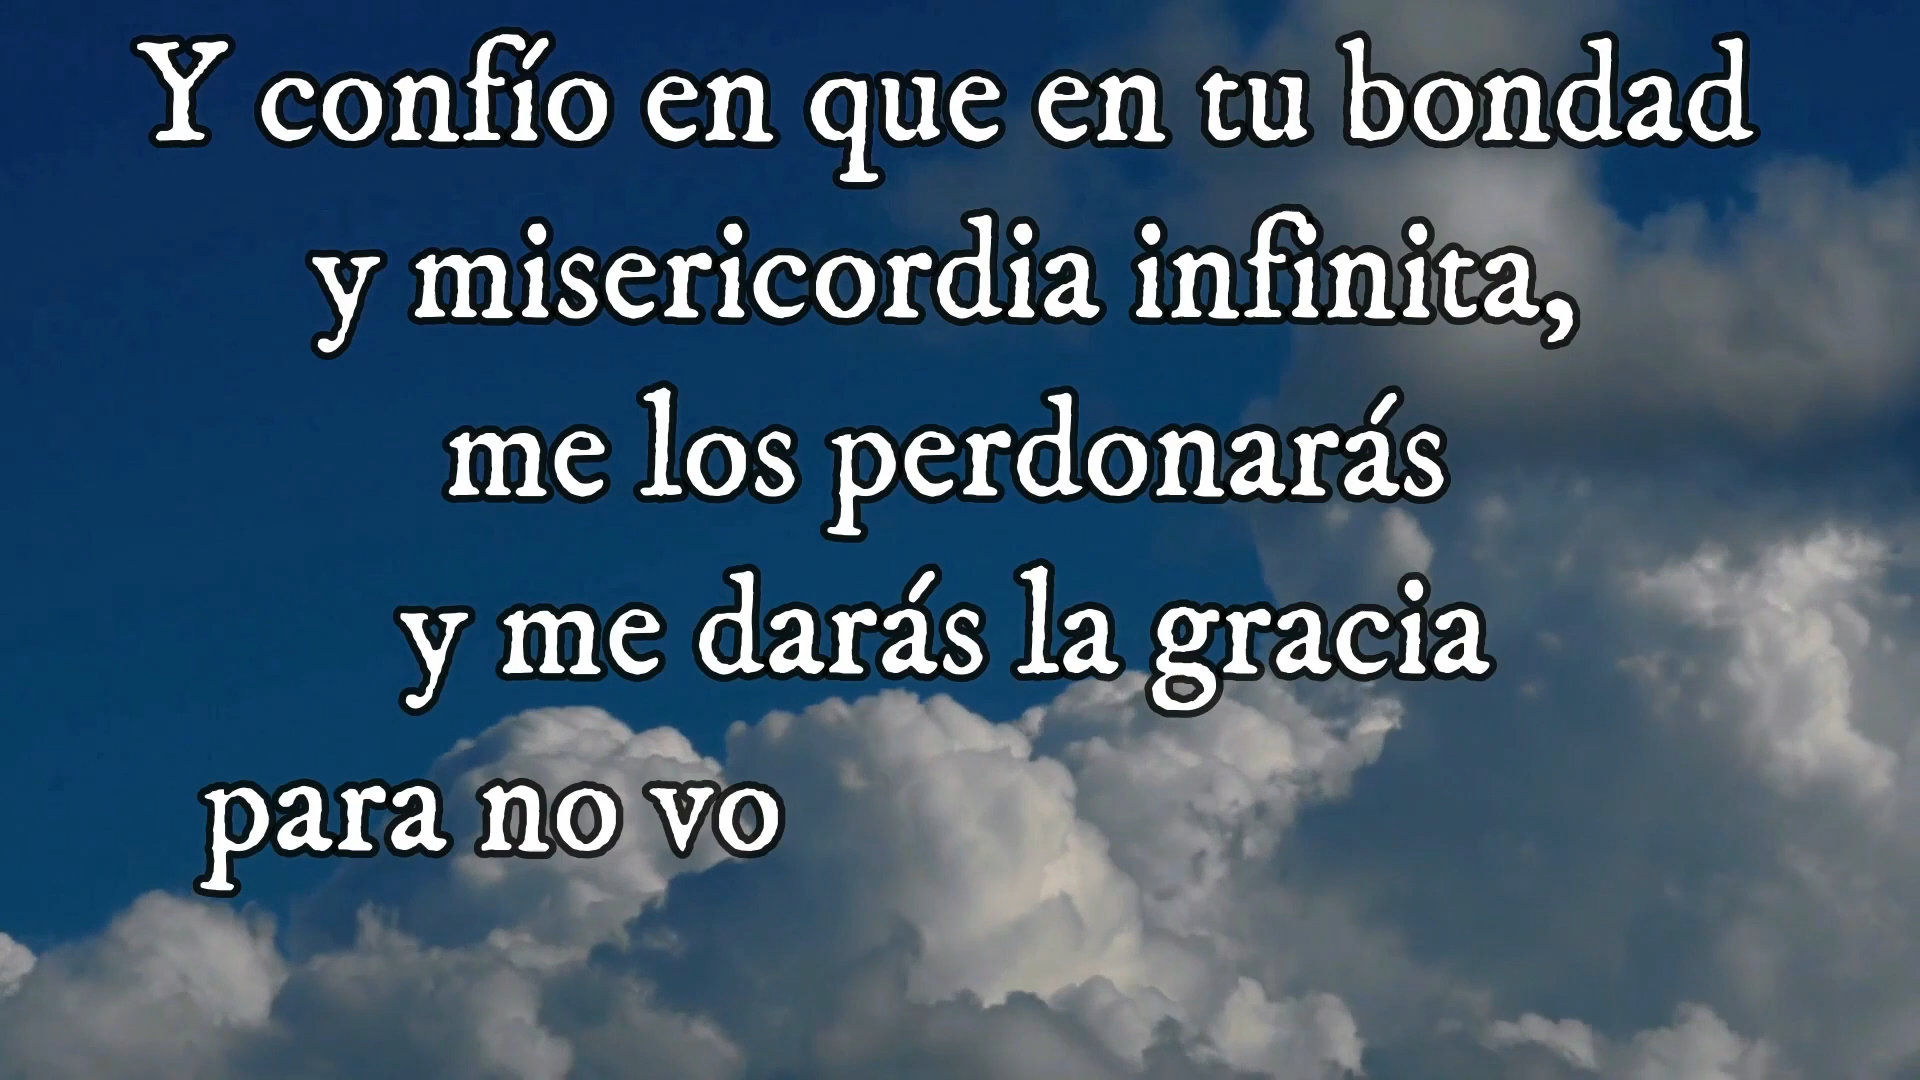 Y confío en que en tu bondad
y misericordia infinita,
me los perdonarás
y me darás la gracia
para no vo